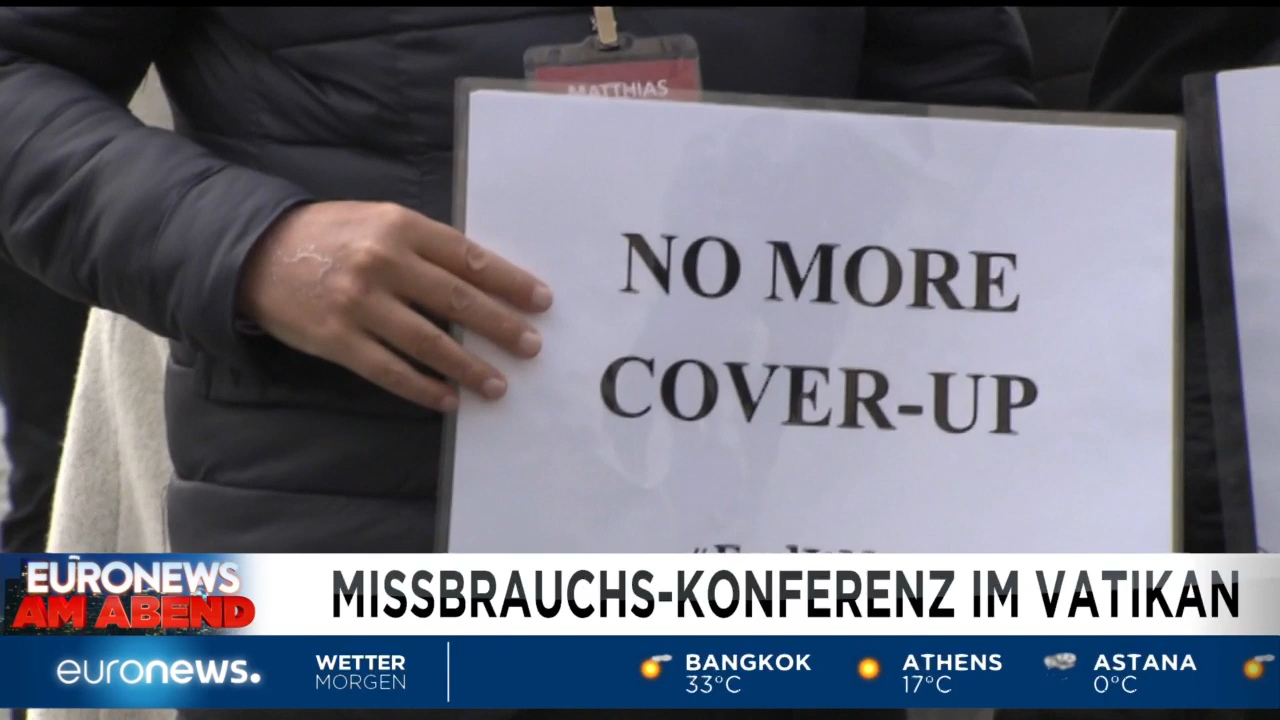 MATTHIAS
NO MORE
COVER-UP
EURONEWS
AM ABEND
MISSBRAUCHS-KONFERENZ IM VATIKAN
euronews.
WETTER
MORGEN
BANGKOK
33°C
ATHENS
17°C
ASTANA
0°C